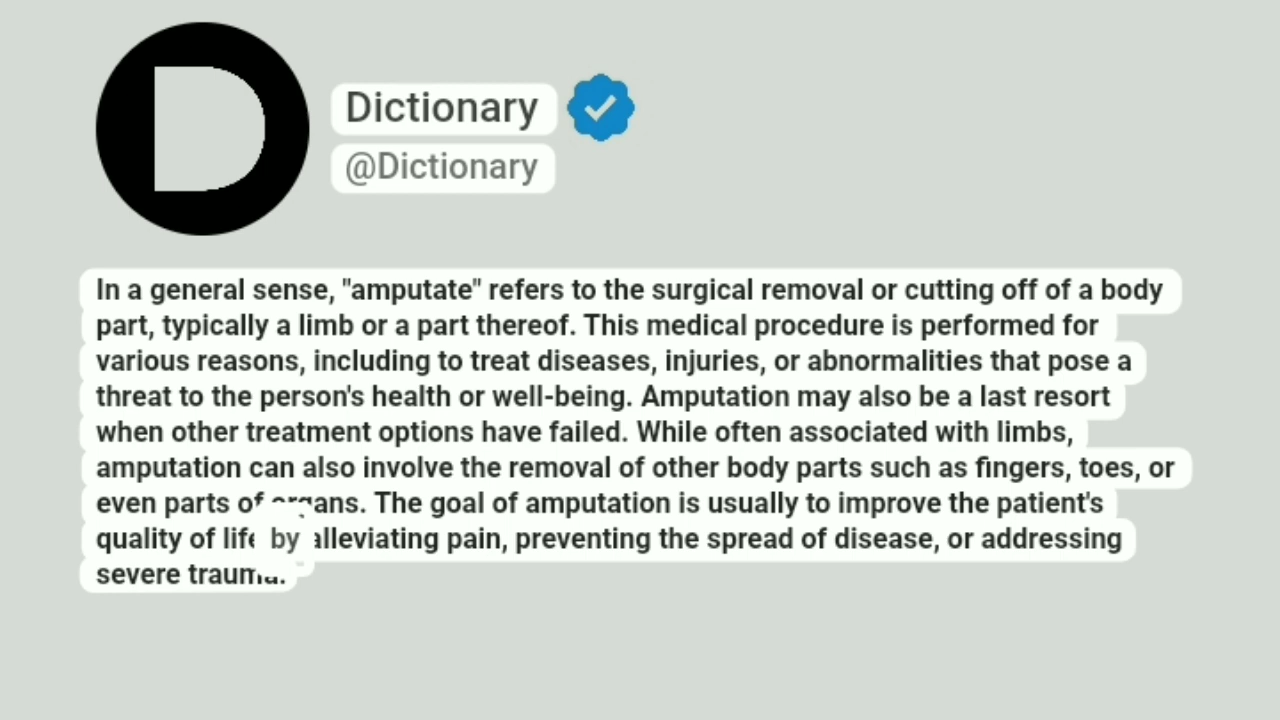 D
Dictionary
@Dictionary
In a general sense, "amputate" refers to the surgical removal or cutting off of a body
part, typically a limb or a part thereof. This medical procedure is performed for
various reasons, including to treat diseases, injuries, or abnormalities that pose a
threat to the person's health or well-being. Amputation may also be a last resort
when other treatment options have failed. While often associated with limbs,
amputation can also involve the removal of other body parts such as fingers, toes, or
even parts of organs. The goal of amputation is usually to improve the patient's
quality of life by alleviating pain, preventing the spread of disease, or addressing
severe trauma.